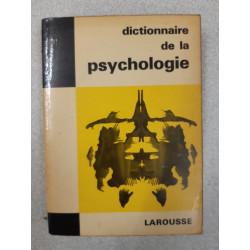 dictionnaire
de la
psychologie
LAROUSSE